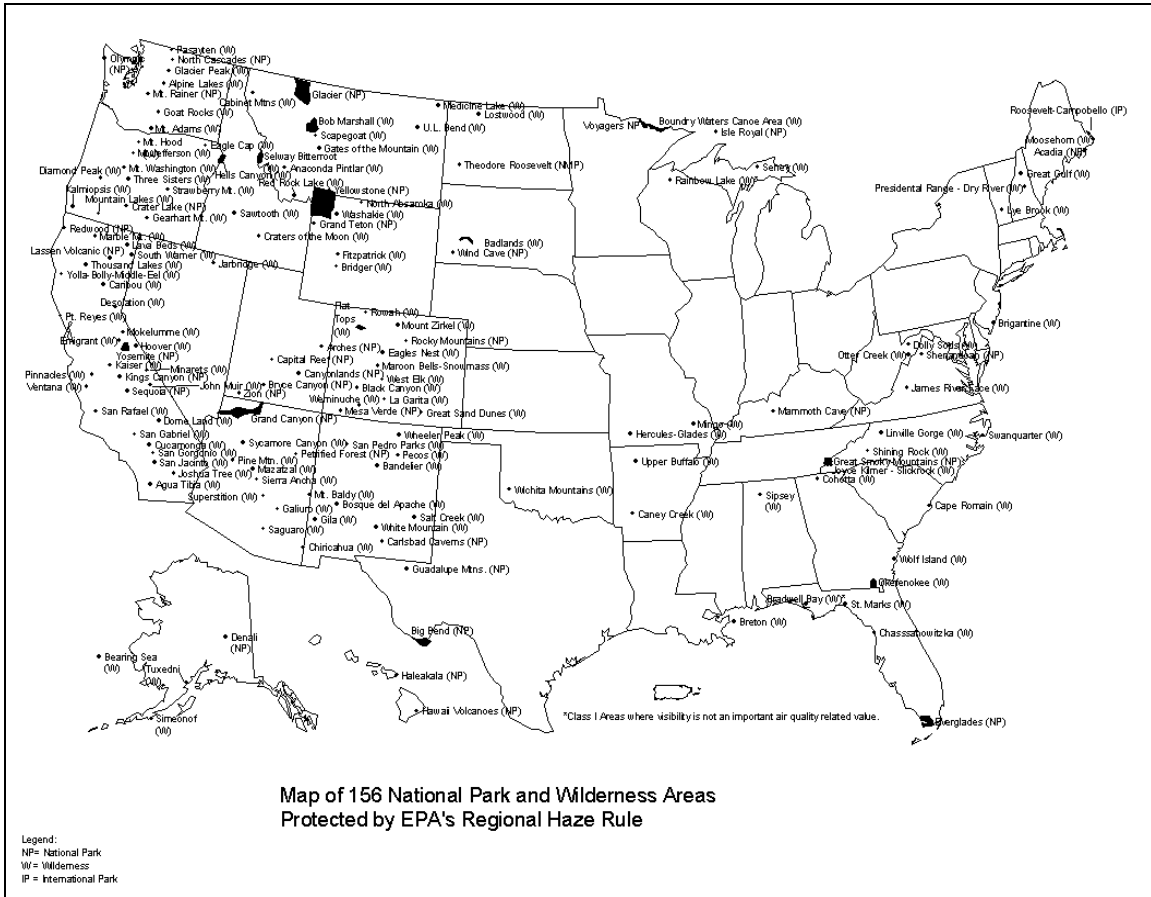 Pasayten (W)
Olympic
(NP)
North Cascades (NP)
Glacier Peak (W)
Alpine Lakes (W)
Mt. Rainer (NP)
Goat Rocks (W)
Mt. Adams (W)
Cabinet Mtns (W)
Glacier (NP)
Bob Marshall (W)
Scapegoat (W)
Gates of the Mountain (W)
Medicine Lake (W)
Lostwood (W)
U.L. Bend (W)
Voyagers NP
Boundry Waters Canoe Area (W)
Isle Royal (NP)
Roosevelt-Campobello (IP)
Moosehorn (W)
Acadia (NP)
Mt. Hood
Mt. Jefferson (W)
Eagle Cap (W)
Selway Bitterroot
Anaconda Pintlar (W)
Theodore Roosevelt (NMP)
Seney (W)
Rainbow Lake (W)
Great Gulf (W)
Presidental Range - Dry River (W)
Lye Brook (W)
Diamond Peak (W)
Mt. Washington (W)
Three Sisters (W)
Hells Canyon (W)
Red Rock Lake (W)
Yellowstone (NP)
Kalmiopsis (W)
Strawberry Mt. (W)
North Absaroka (W)
Mountain Lakes (W)
Crater Lake (NP)
Sawtooth (W)
Washakie (W)
Gearhart Mt. (W)
Grand Teton (NP)
Redwood (NP)
Marble Mt. (W)
Craters of the Moon (W)
Badlands (W)
Wind Cave (NP)
Lava Beds (W)
Lassen Volcanic (NP)
South Warner (W)
Fitzpatrick (W)
Thousand Lakes (W)
Jarbridge (W)
Bridger (W)
Yolla-Bolly-Middle-Eel (W)
Caribou (W)
Desolation (W)
Flat
Tops
(W)
Rowah (W)
Pt. Reyes (W)
Mount Zirkel (W)
Brigantine (W)
Mokelumme (W)
Emigrant (W)
Hoover (W)
Rocky Mountains (NP)
Arches (NP)
Eagles Nest (W)
Yosemite (NP)
Capital Reef (NP)
Maroon Bells-Snowmass (W)
Dolly Sods (W)
Otter Creek (W)
Shenandoah (NP)
Kaiser (W)
Minarets (W)
Canyonlands (NP)
West Elk (W)
Pinnacles (W)
Kings Canyon (NP)
Ventana (W)
John Muir (W)
Bryce Canyon (NP)
Black Canyon (W)
James River Face (W)
Sequoia (NP)
Zion (NP)
Weminuche (W)
La Garita (W)
San Rafael (W)
Mesa Verde (NP)
Great Sand Dunes (W)
Mammoth Cave (NP)
Dome Land (W)
Grand Canyon (NP)
Mingo (W)
San Gabriel (W)
Wheeler Peak (W)
Hercules-Glades (W)
Linville Gorge (W)
Swanquarter (W)
Cucamonga (W)
Sycamore Canyon (W)
San Pedro Parks (W)
San Gorgonio (W)
Petrified Forest (NP)
Pecos (W)
Shining Rock (W)
San Jacinto (W)
Pine Mtn. (W)
Bandelier (W)
Upper Buffalo (W)
Great Smoky Mountains (NP)
Joshua Tree (W)
Mazatzal (W)
Joyce Kilmer - Slickrock (W)
Agua Tibia (W)
Sierra Ancha (W)
Cohotta (W)
Superstition (W)
Mt. Baldy (W)
Wichita Mountains (W)
Sipsey
(W)
Galiuro (W)
Bosque del Apache (W)
Cape Romain (W)
Gila (W)
Salt Creek (W)
Caney Creek (W)
Saguaro (W)
White Mountain (W)
Chiricahua (W)
Carlsbad Caverns (NP)
Wolf Island (W)
Guadalupe Mtns. (NP)
Okefenokee (W)
Bradwell Bay (W)*
St. Marks (W)
Breton (W)
Chasssahowitzka (W)
Big Bend (NP)
Denali
(NP)
Bearing Sea
(W)
Tuxedni
(W)
Haleakala (NP)
Simeonof
(W)
Hawaii Volcanoes (NP)
*Class I Areas where visibility is not an important air quality related value.
Everglades (NP)
Map of 156 National Park and Wilderness Areas
Protected by EPA's Regional Haze Rule
Legend:
NP= National Park
W = Wilderness
IP = International Park